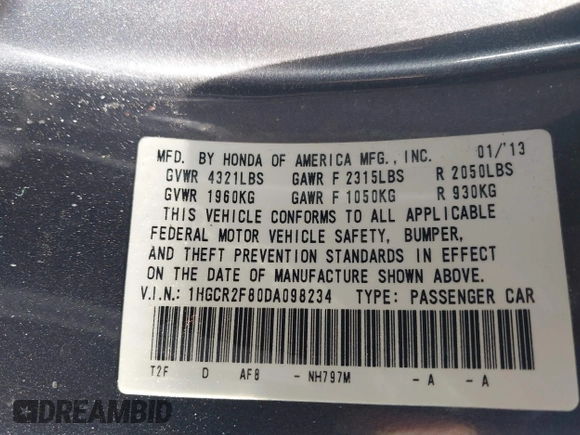 MFD. BY HONDA OF AMERICA MFG., INC. 01/'13
GVWR 4321LBS GAWR F 2315LBS R 2050LBS
GVWR 1960KG GAWR F 1050KG R 930KG
THIS VEHICLE CONFORMS TO ALL APPLICABLE
FEDERAL MOTOR VEHICLE SAFETY, BUMPER,
AND THEFT PREVENTION STANDARDS IN EFFECT
ON THE DATE OF MANUFACTURE SHOWN ABOVE.
V.I.N.: 1HGCR2F80DA098234 TYPE: PASSENGER CAR
T2F D AF8 - NH797M - A - A
DREAMBID